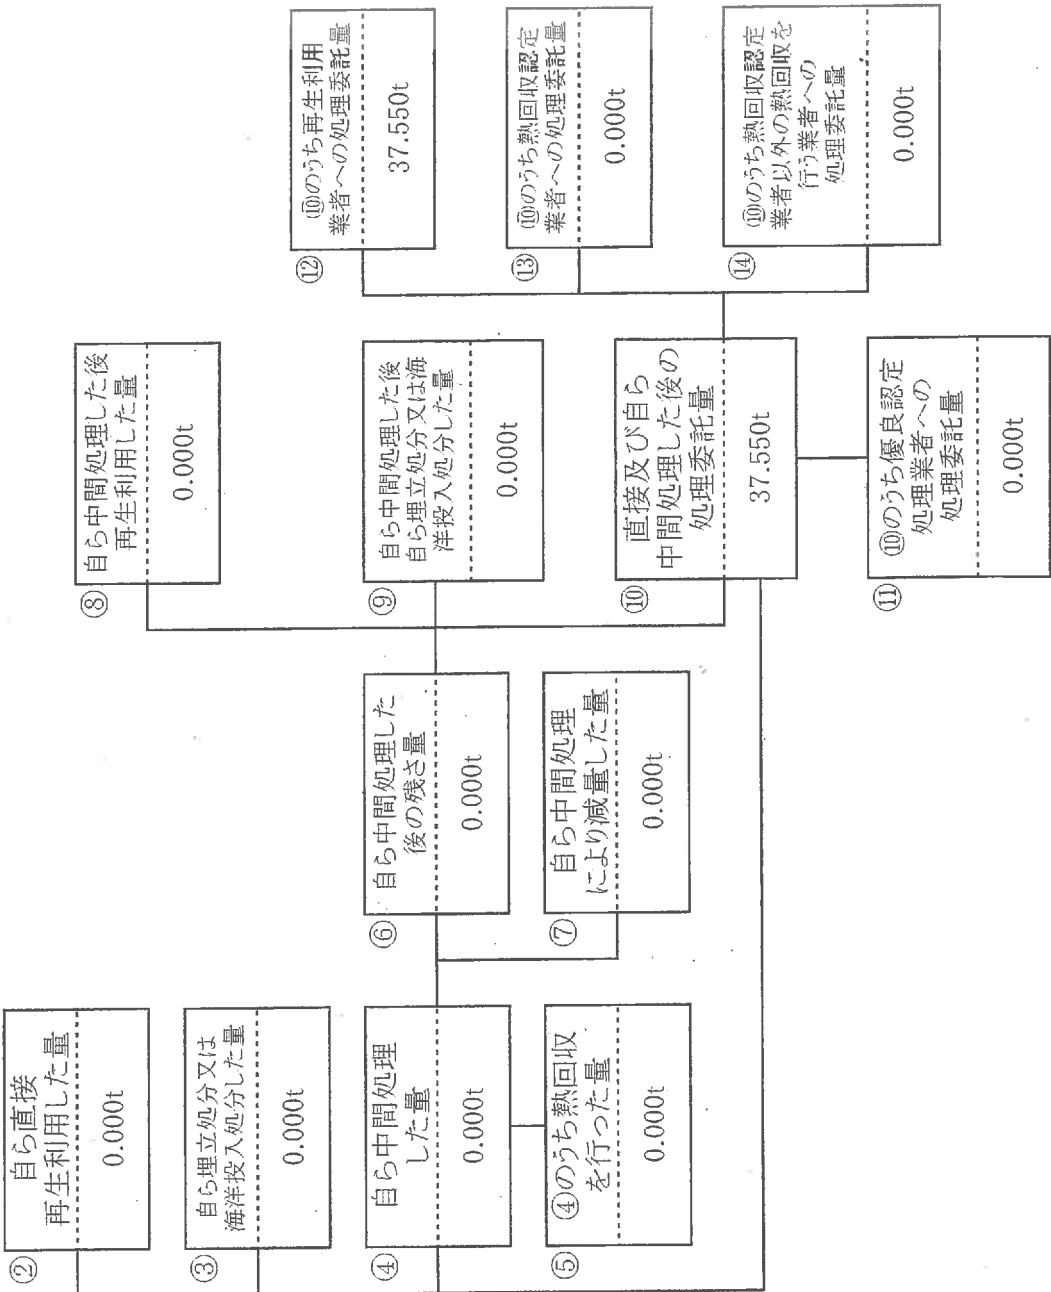 ②
自ら直接
再生利用した量
0.000t
③
自ら埋立処分又は
海洋投入処分した量
0.000t
④
自ら中間処理
した量
0.000t
⑤
④のうち熱回収
を行った量
0.000t
⑥
自ら中間処理した
後の残さ量
0.000t
⑦
自ら中間処理
により減量した量
0.000t
⑧
自ら中間処理した後
再生利用した量
0.000t
⑨
自ら中間処理した後
自ら埋立処分又は海
洋投入処分した量
0.000t
⑩
直接及び自ら
中間処理した後の
処理委託量
37.550t
⑪
⑩のうち優良認定
処理業者への
処理委託量
0.000t
⑫
⑩のうち再生利用
業者への処理委託量
37.550t
⑬
⑩のうち熱回収認定
業者への処理委託量
0.000t
⑭
⑩のうち熱回収認定
業者以外の熱回収を
行う業者への
処理委託量
0.000t